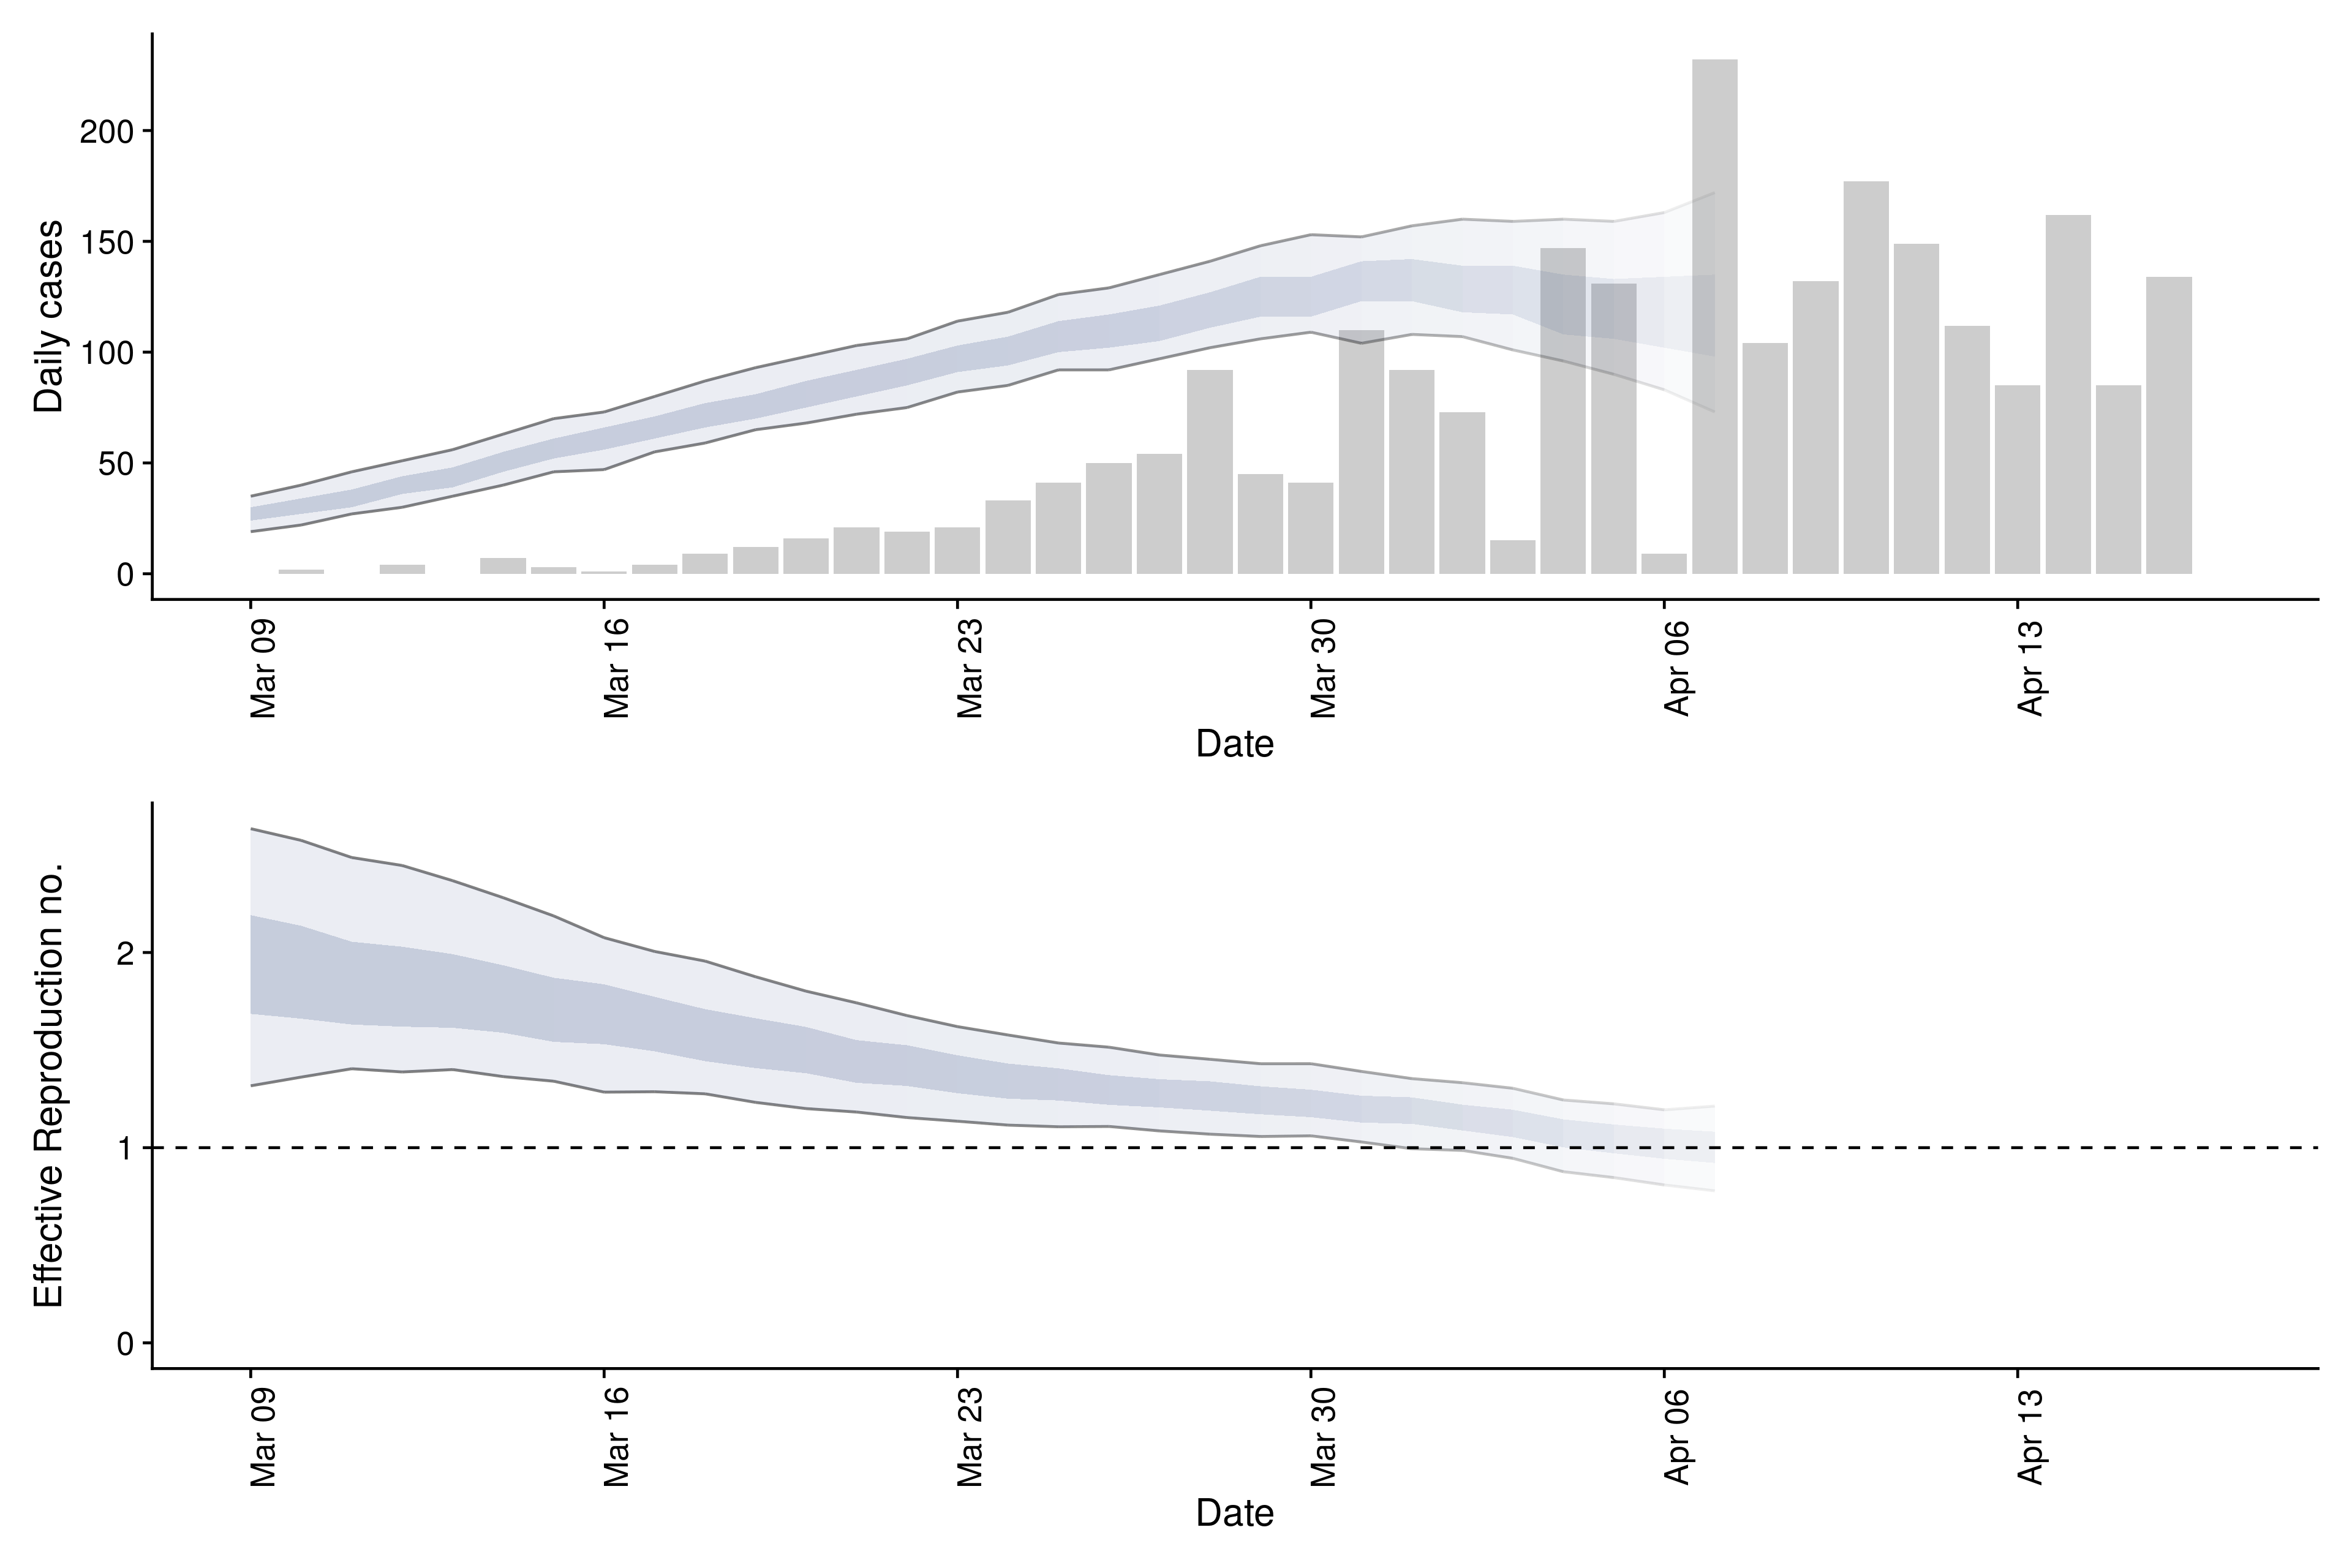 Daily cases
200
150
100
50
0
Mar 09
Mar 16
Mar 23
Mar 30
Apr 06
Apr 13
Date
Effective Reproduction no.
2
1
0
Mar 09
Mar 16
Mar 23
Mar 30
Apr 06
Apr 13
Date